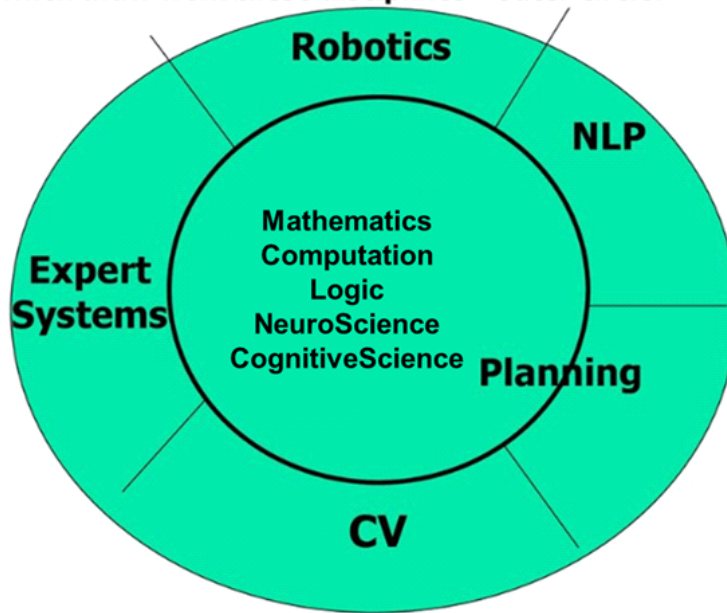 Robotics
NLP
Mathematics
Computation
Logic
NeuroScience
CognitiveScience
Expert
Systems
Planning
CV